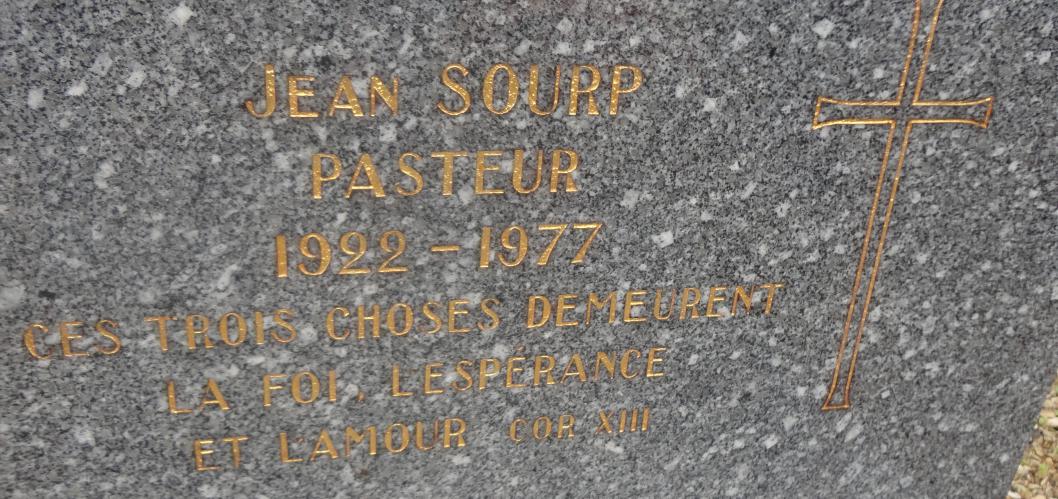 JEAN SOURP
PASTEUR
1922 - 1977
CES TROIS CHOSES DEMEURENT
LA FOI, L'ESPÉRANCE
ET L'AMOUR COR XIII